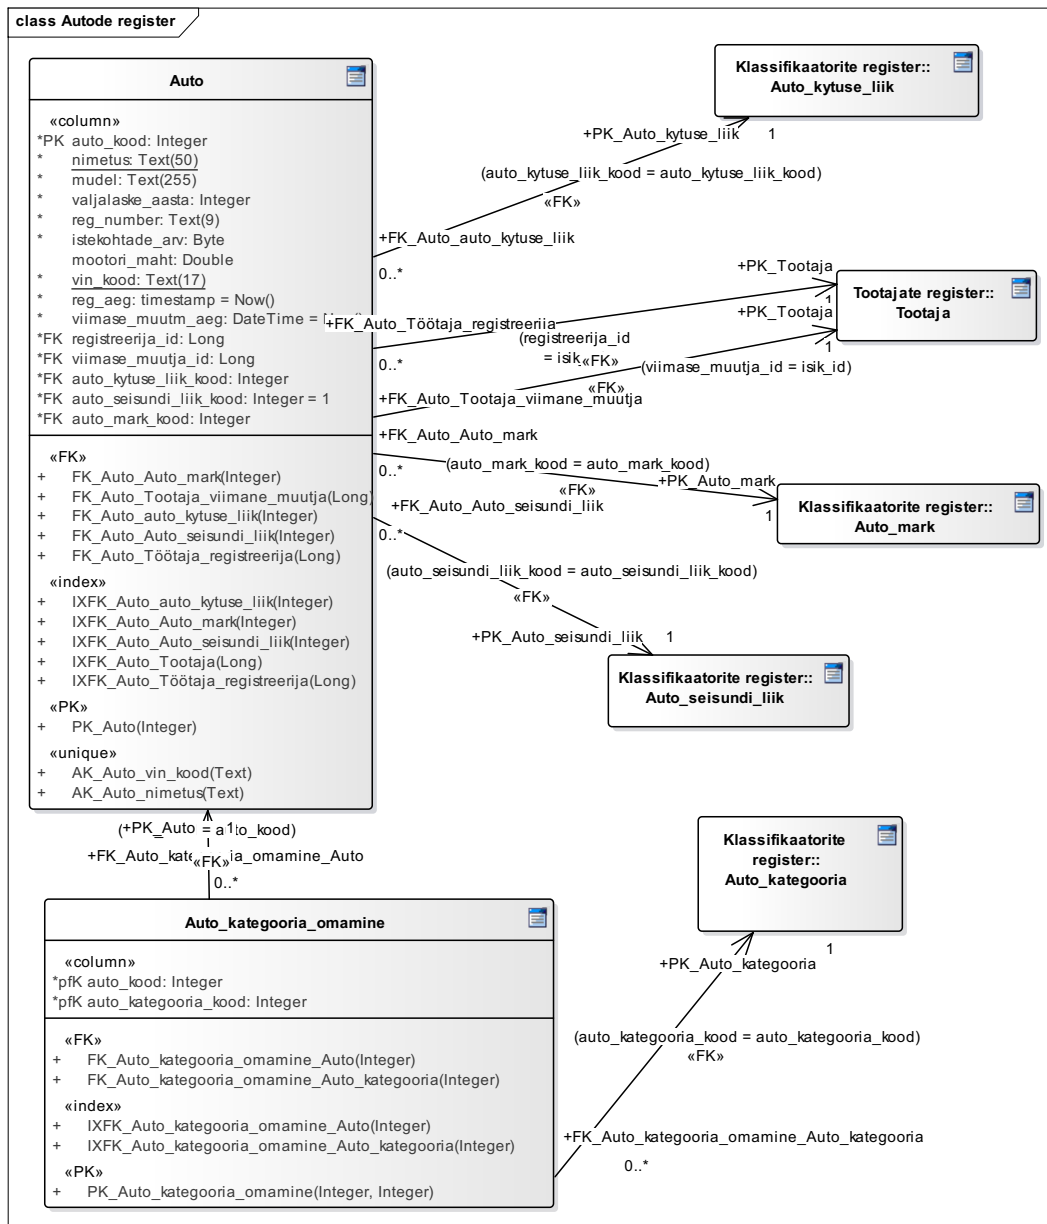 class Autode register
Auto
«column»
*PK auto_kood: Integer
* nimetus: Text(50)
* mudel: Text(255)
* valjalaske_aasta: Integer
* reg_number: Text(9)
* istekohtade_arv: Byte
mootori_maht: Double
* vin_kood: Text(17)
* reg_aeg: timestamp = Now()
* viimase_muutm_aeg: DateTime =
*FK registreerija_id: Long
*FK viimase_muutja_id: Long
*FK auto_kytuse_liik_kood: Integer
*FK auto_seisundi_liik_kood: Integer = 1
*FK auto_mark_kood: Integer
«FK»
+ FK_Auto_Auto_mark(Integer)
+ FK_Auto_Tootaja_viimane_muutja(Long)
+ FK_Auto_auto_kytuse_liik(Integer)
+ FK_Auto_Auto_seisundi_liik(Integer)
+ FK_Auto_Töötaja_registreerija(Long)
«index»
+ IXFK_Auto_auto_kytuse_liik(Integer)
+ IXFK_Auto_Auto_mark(Integer)
+ IXFK_Auto_Auto_seisundi_liik(Integer)
+ IXFK_Auto_Tootaja(Long)
+ IXFK_Auto_Töötaja_registreerija(Long)
«PK»
+ PK_Auto(Integer)
«unique»
+ AK_Auto_vin_kood(Text)
+ AK_Auto_nimetus(Text)
Klassifikaatorite register::
Auto_kytuse_liik
+PK_Auto_kytuse_liik 1
(auto_kytuse_liik_kood = auto_kytuse_liik_kood)
«FK»
+FK_Auto_auto_kytuse_liik
0..*
+PK_Tootaja
1
Tootajate register::
Tootaja
+PK_Tootaja
1
+FK_Auto_Töötaja_registreerija
0..*
(registreerija_id
= isik
«FK»
(viimase_muutja_id = isik_id)
«FK»
+FK_Auto_Tootaja_viimane_muutja
+FK_Auto_Auto_mark
0..*
(auto_mark_kood = auto_mark_kood)
«FK»
+PK_Auto_mark
1
Klassifikaatorite register::
Auto_mark
+FK_Auto_Auto_seisundi_liik
0..*
(auto_seisundi_liik_kood = auto_seisundi_liik_kood)
«FK»
+PK_Auto_seisundi_liik 1
Klassifikaatorite register::
Auto_seisundi_liik
+PK_Auto 1
= auto_kood)
+FK_Auto_kategooria_omamine_Auto
«FK»
0..*
Auto_kategooria_omamine
«column»
*pfK auto_kood: Integer
*pfK auto_kategooria_kood: Integer
«FK»
+ FK_Auto_kategooria_omamine_Auto(Integer)
+ FK_Auto_kategooria_omamine_Auto_kategooria(Integer)
«index»
+ IXFK_Auto_kategooria_omamine_Auto(Integer)
+ IXFK_Auto_kategooria_omamine_Auto_kategooria(Integer)
«PK»
+ PK_Auto_kategooria_omamine(Integer, Integer)
Klassifikaatorite
register::
Auto_kategooria
1
+PK_Auto_kategooria
(auto_kategooria_kood = auto_kategooria_kood)
«FK»
+FK_Auto_kategooria_omamine_Auto_kategooria
0..*